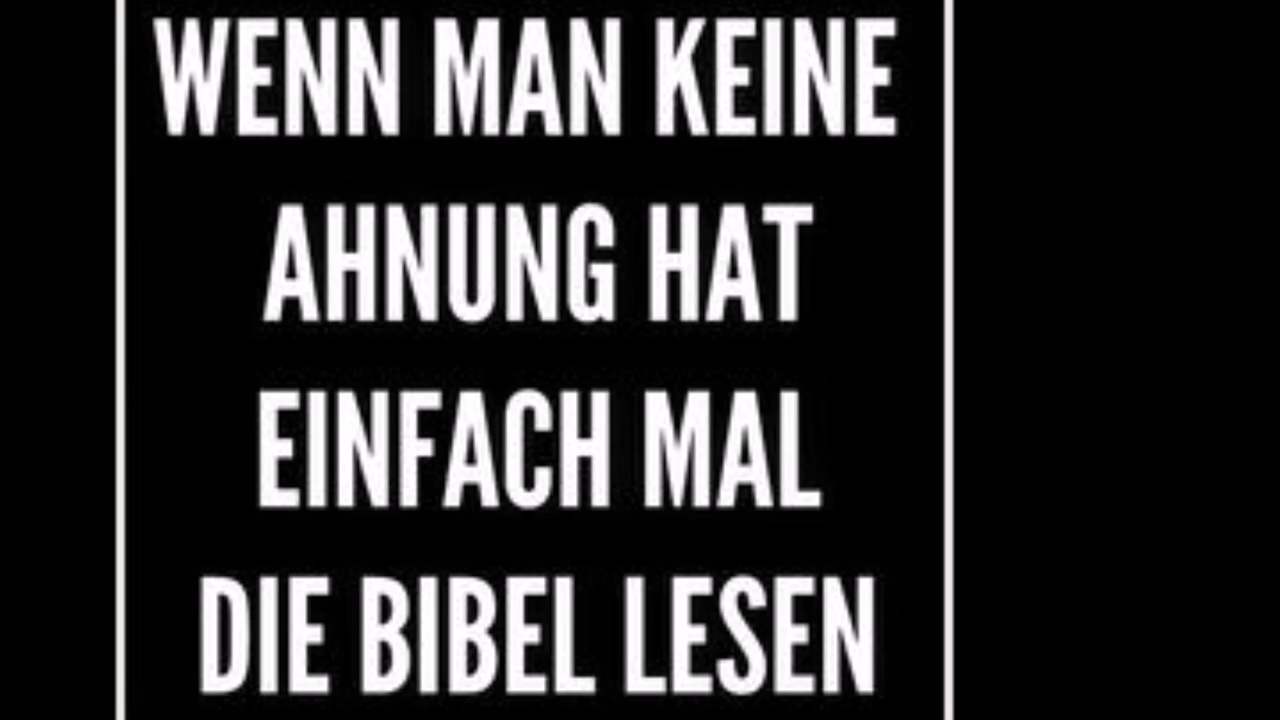 WENN MAN KEINE
AHNUNG HAT
EINFACH MAL
DIE BIBEL LESEN